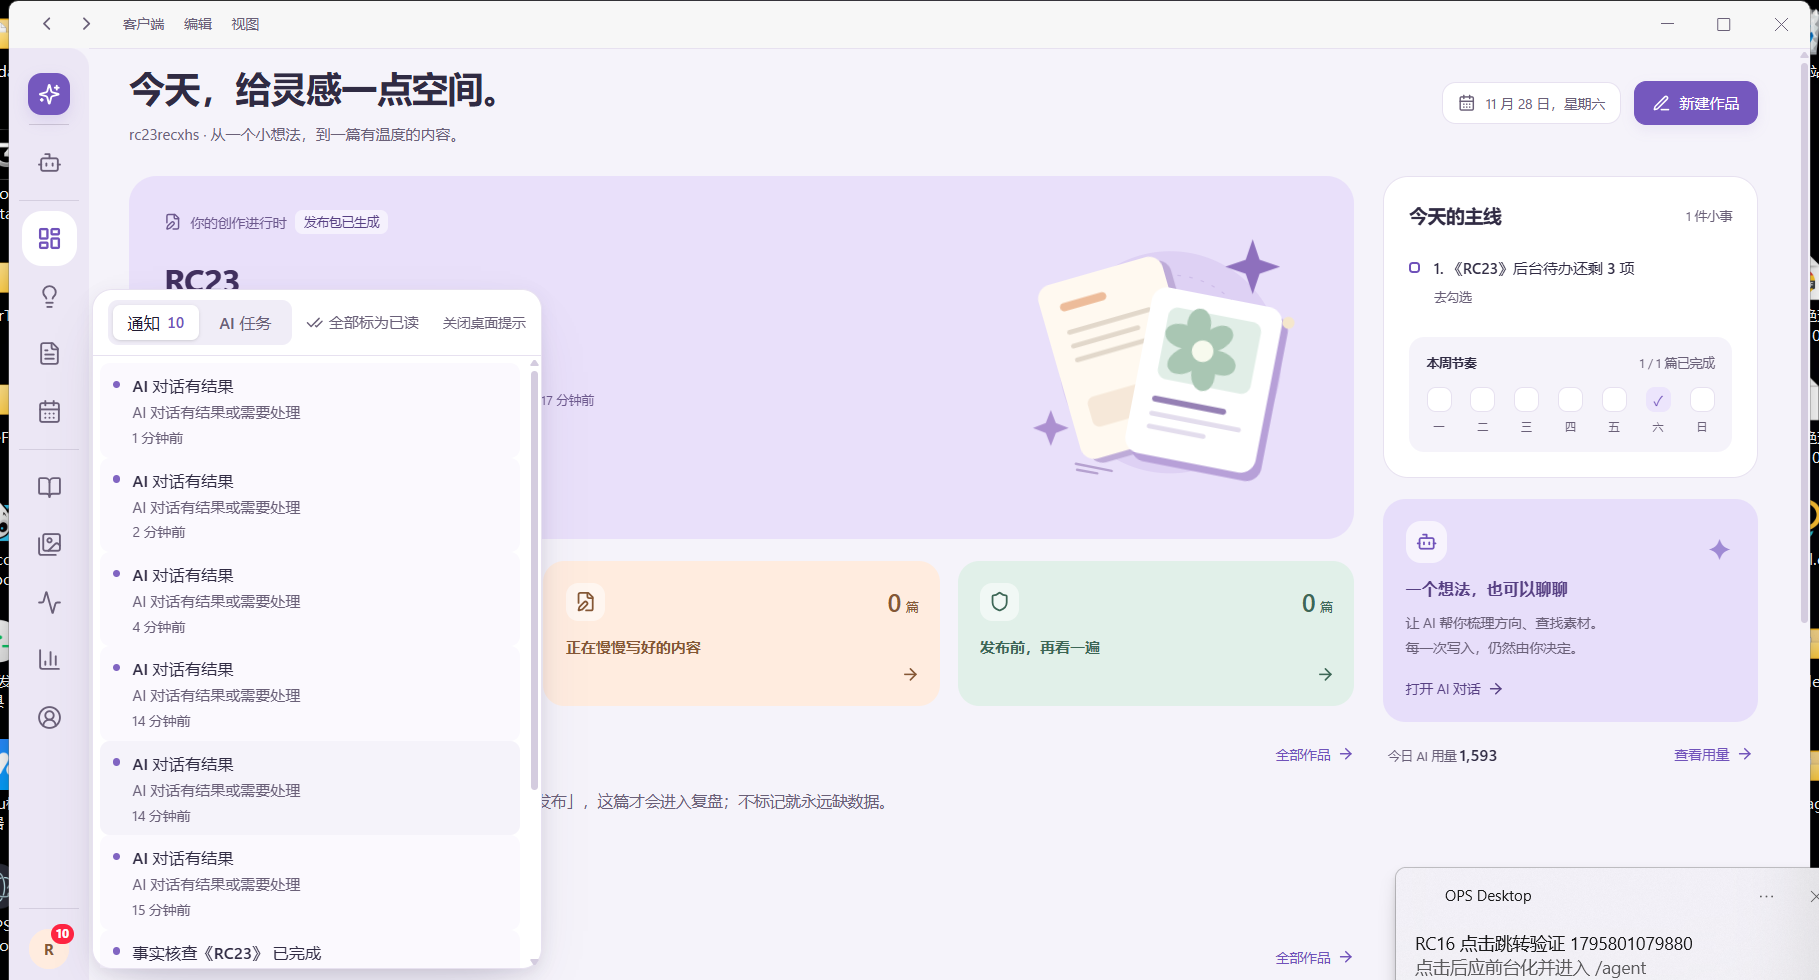 客户端 编辑 视图
今天，给灵感一点空间。
rc23recxhs · 从一个小想法，到一篇有温度的内容。
11 月 28 日，星期六
新建作品
你的创作进行时 发布包已生成
RC23
17 分钟前
通知 10 AI 任务 全部标为已读 关闭桌面提示
AI 对话有结果
AI 对话有结果或需要处理
1 分钟前
AI 对话有结果
AI 对话有结果或需要处理
2 分钟前
AI 对话有结果
AI 对话有结果或需要处理
4 分钟前
AI 对话有结果
AI 对话有结果或需要处理
14 分钟前
AI 对话有结果
AI 对话有结果或需要处理
14 分钟前
AI 对话有结果
AI 对话有结果或需要处理
15 分钟前
事实核查《RC23》 已完成
R 10
0 篇
正在慢慢写好的内容
0 篇
发布前，再看一遍
全部作品
发布」，这篇才会进入复盘；不标记就永远缺数据。
全部作品
今天的主线 1 件小事
1. 《RC23》后台待办还剩 3 项
去勾选
本周节奏 1 / 1 篇已完成
一 二 三 四 五 六 日
一个想法，也可以聊聊
让 AI 帮你梳理方向、查找素材。
每一次写入，仍然由你决定。
打开 AI 对话
今日 AI 用量 1,593 查看用量
OPS Desktop
RC16 点击跳转验证 1795801079880
点击后应前台化并进入 /agent